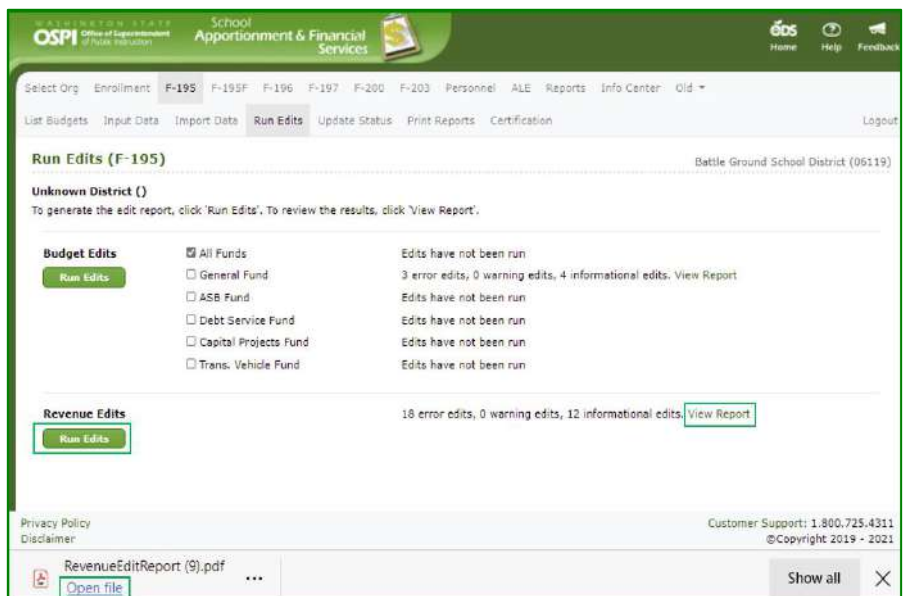 WASHINGTON STATE
OSPI Office of Superintendent of Public Instruction
School
Apportionment & Financial
Services
EDS
Home Help Feedback
Select Org Enrollment F-195 F-195F F-196 F-197 F-200 F-203 Personnel ALE Reports Info Center Old
List Budgets Input Data Import Data Run Edits Update Status Print Reports Certification Logout
Run Edits (F-195) Battle Ground School District (06119)
Unknown District ()
To generate the edit report, click 'Run Edits'. To review the results, click 'View Report'.
Budget Edits All Funds Edits have not been run
Run Edits General Fund 3 error edits, 0 warning edits, 4 informational edits. View Report
ASB Fund Edits have not been run
Debt Service Fund Edits have not been run
Capital Projects Fund Edits have not been run
Trans. Vehicle Fund Edits have not been run
Revenue Edits 18 error edits, 0 warning edits, 12 informational edits. View Report
Run Edits
Privacy Policy Customer Support: 1.800.725.4311
Disclaimer ©Copyright 2019 - 2021
RevenueEditReport (9).pdf ...
Open file Show all